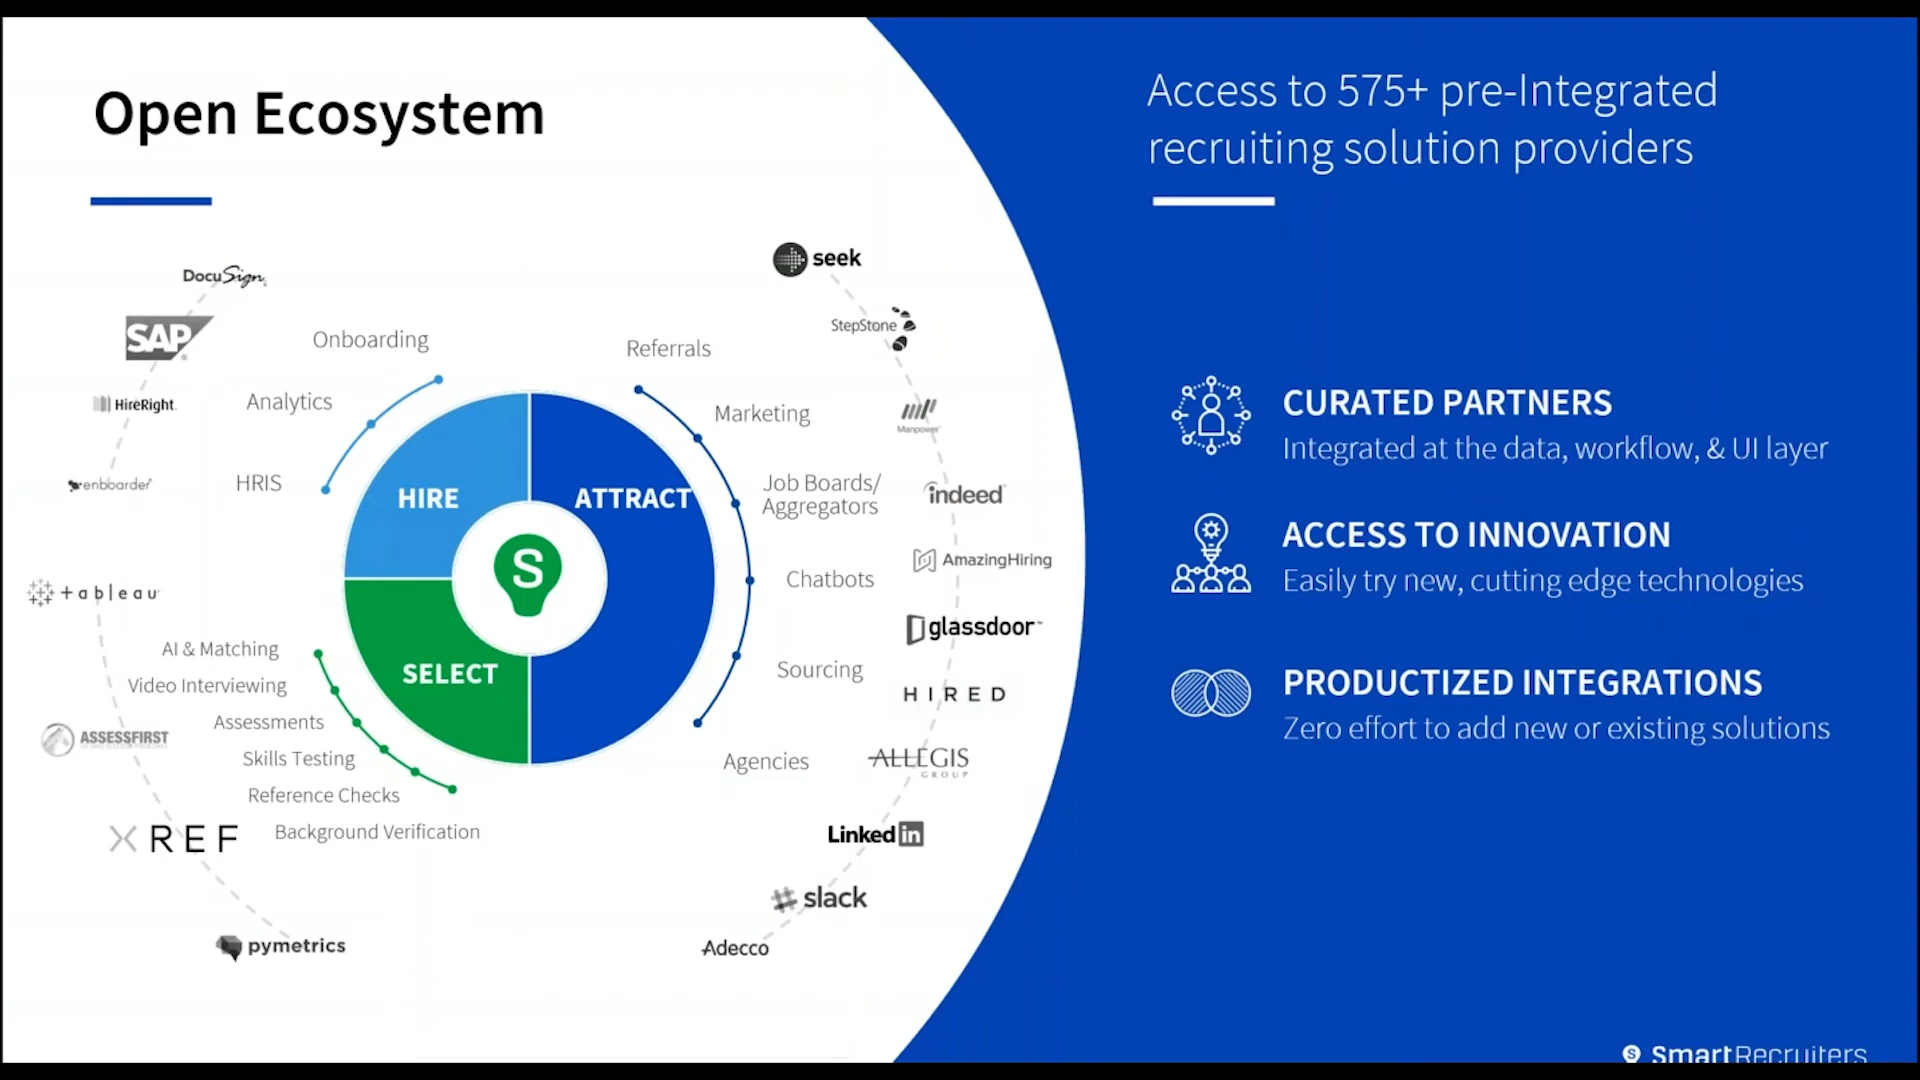 Open Ecosystem
Access to 575+ pre-Integrated
recruiting solution providers
DocuSign
SAP
HireRight
enboarder
tableau
ASSESSFIRST
XREF
pymetrics
Onboarding
Analytics
HRIS
HIRE
ATTRACT
SELECT
S
AI & Matching
Video Interviewing
Assessments
Skills Testing
Reference Checks
Background Verification
Referrals
Marketing
Job Boards/
Aggregators
Chatbots
Sourcing
Agencies
seek
StepStone
Manpower
indeed
AmazingHiring
glassdoor
HIRED
ALLEGIS
GROUP
Linked in
slack
Adecco
CURATED PARTNERS
Integrated at the data, workflow, & UI layer
ACCESS TO INNOVATION
Easily try new, cutting edge technologies
PRODUCTIZED INTEGRATIONS
Zero effort to add new or existing solutions
S SmartRecruiters